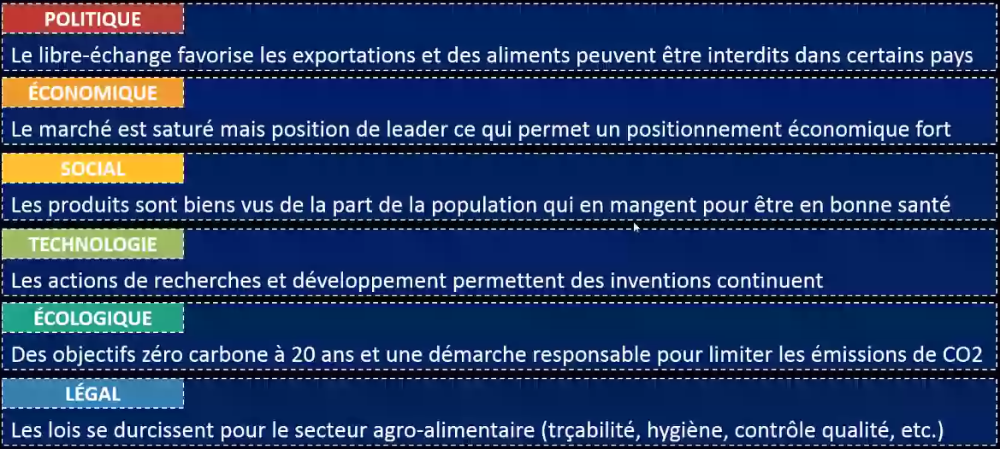 POLITIQUE
Le libre-échange favorise les exportations et des aliments peuvent être interdits dans certains pays
ÉCONOMIQUE
Le marché est saturé mais position de leader ce qui permet un positionnement économique fort
SOCIAL
Les produits sont biens vus de la part de la population qui en mangent pour être en bonne santé
TECHNOLOGIE
Les actions de recherches et développement permettent des inventions continuent
ÉCOLOGIQUE
Des objectifs zéro carbone à 20 ans et une démarche responsable pour limiter les émissions de CO2
LÉGAL
Les lois se durcissent pour le secteur agro-alimentaire (trçabilité, hygiène, contrôle qualité, etc.)